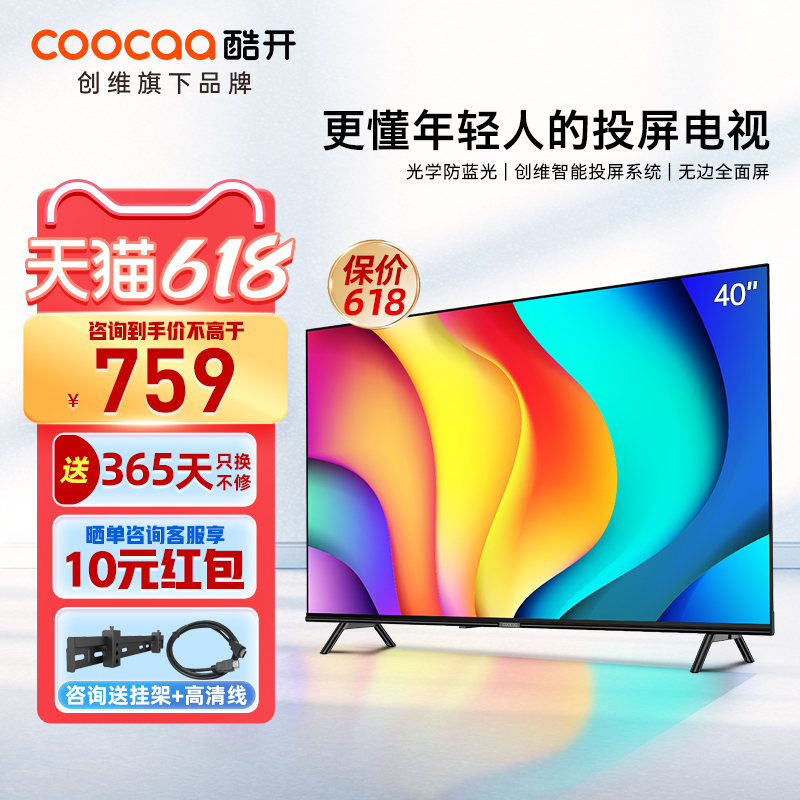 coocaa酷开
创维旗下品牌
更懂年轻人的投屏电视
光学防蓝光 | 创维智能投屏系统 | 无边全面屏
天猫618
保价
618
40"
咨询到手价不高于
¥759
送365天只换不修
晒单咨询客服享
10元红包
咨询送挂架+高清线